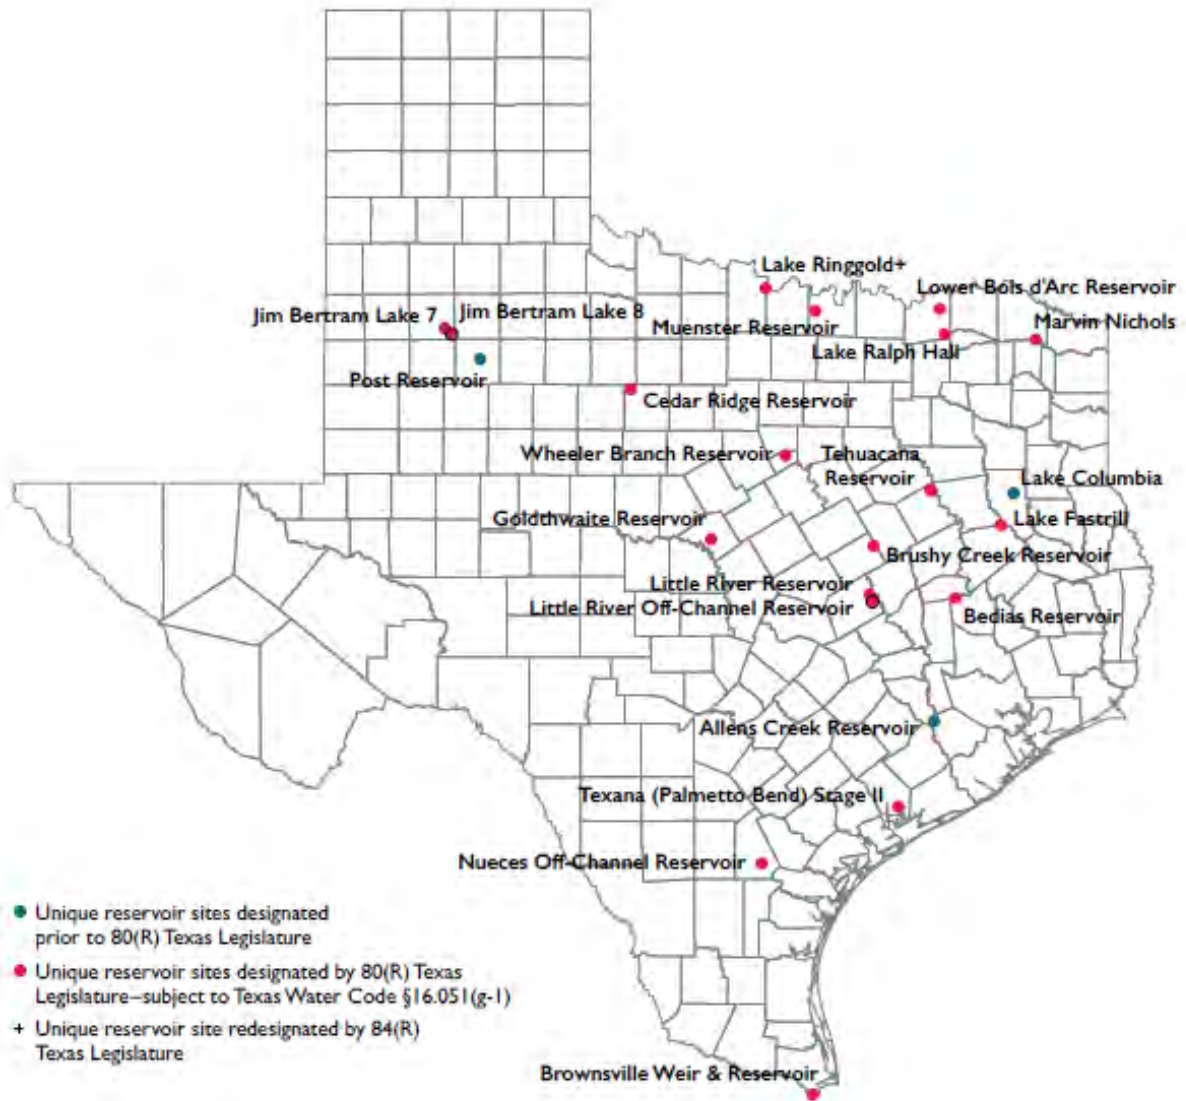 Lake Ringgold+
Lower Bois d'Arc Reservoir
Jim Bertram Lake 7
Jim Bertram Lake 8
Muenster Reservoir
Marvin Nichols
Lake Ralph Hall
Post Reservoir
Cedar Ridge Reservoir
Wheeler Branch Reservoir
Tehuacana
Reservoir
Lake Columbia
Goldthwaite Reservoir
Lake Fastrill
Brushy Creek Reservoir
Little River Reservoir
Little River Off-Channel Reservoir
Bedias Reservoir
Allens Creek Reservoir
Texana (Palmetto Bend) Stage II
Nueces Off-Channel Reservoir
Unique reservoir sites designated
prior to 80(R) Texas Legislature
Unique reservoir sites designated by 80(R) Texas
Legislature–subject to Texas Water Code §16.051(g-1)
+ Unique reservoir site redesignated by 84(R)
Texas Legislature
Brownsville Weir & Reservoir